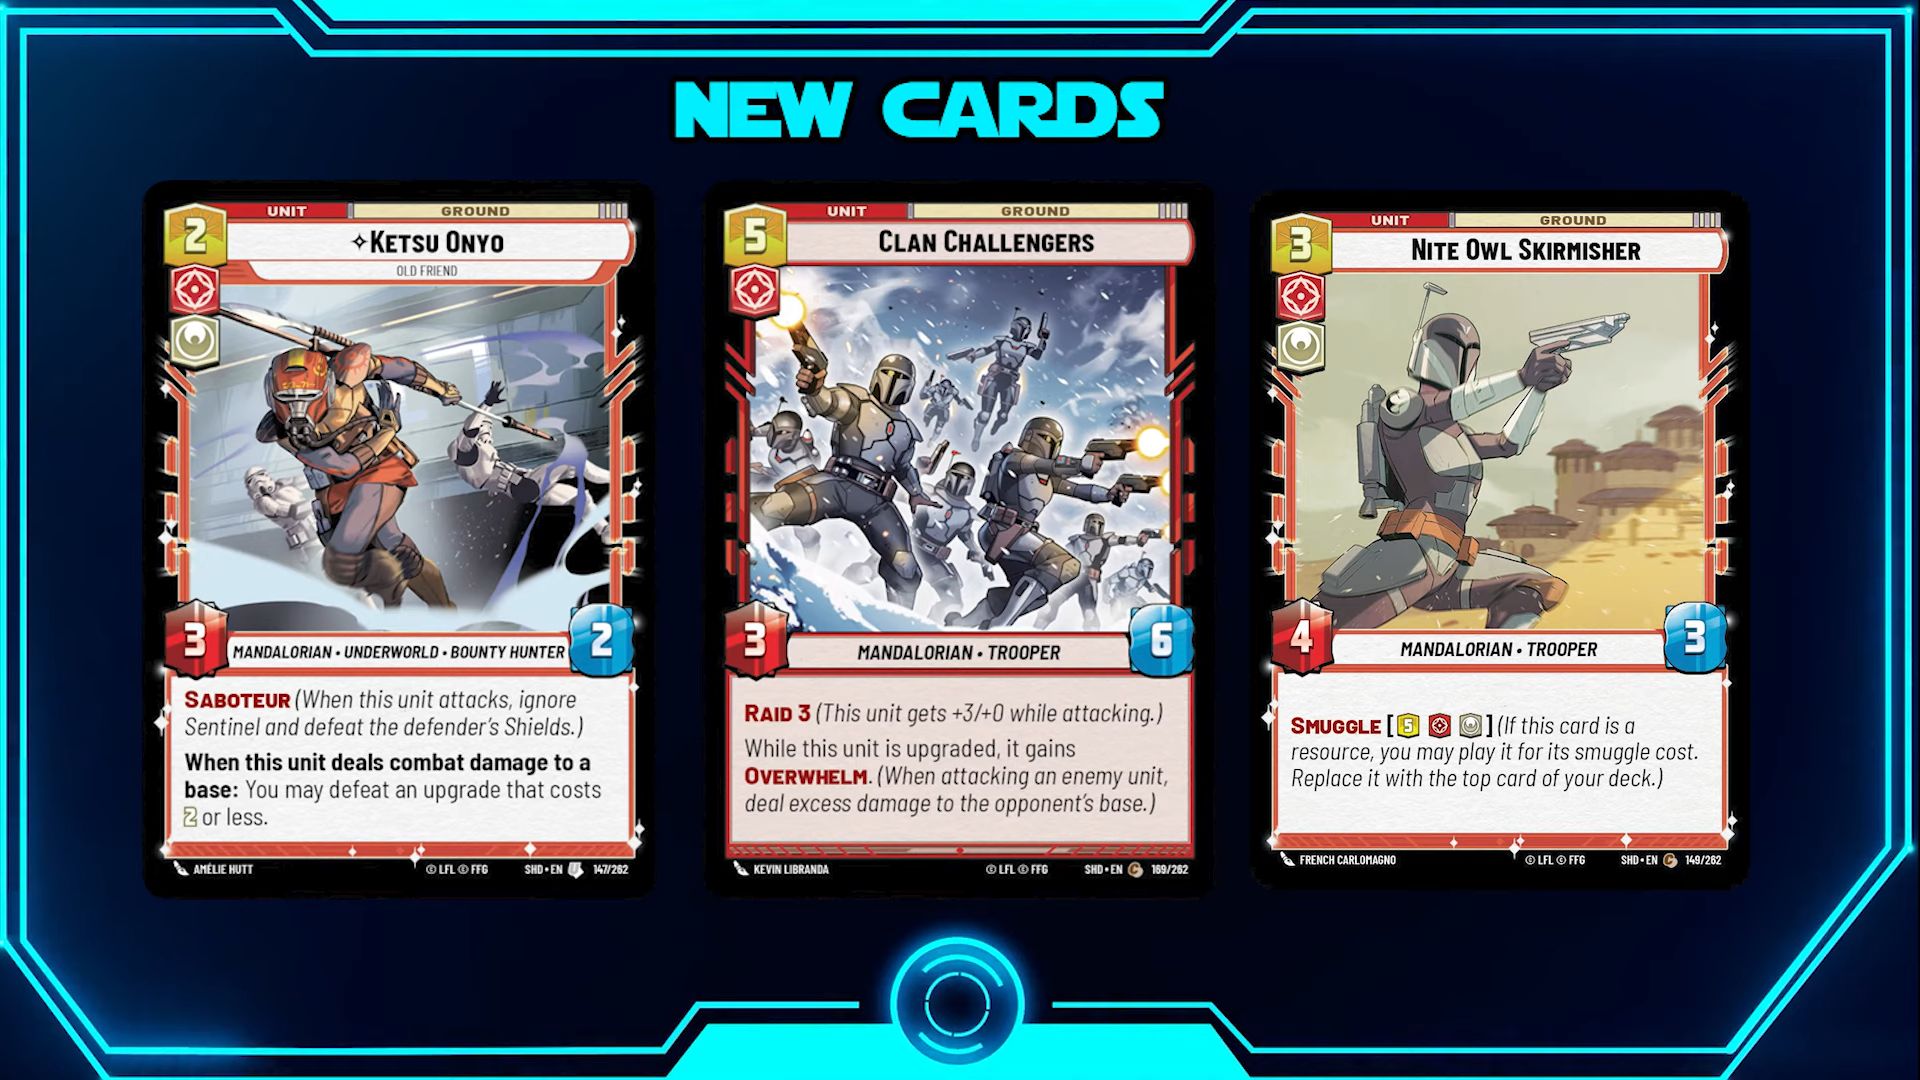 NEW CARDS
UNIT GROUND
2
KETSU ONYO
OLD FRIEND
3
MANDALORIAN • UNDERWORLD • BOUNTY HUNTER
2
SABOTEUR (When this unit attacks, ignore
Sentinel and defeat the defender's Shields.)
When this unit deals combat damage to a
base: You may defeat an upgrade that costs
2 or less.
AMÉLIE HUTT
© LFL © FFG
SHD • EN
147/262
UNIT GROUND
5
CLAN CHALLENGERS
3
MANDALORIAN • TROOPER
6
RAID 3 (This unit gets +3/+0 while attacking.)
While this unit is upgraded, it gains
OVERWHELM. (When attacking an enemy unit,
deal excess damage to the opponent's base.)
KEVIN LIBRANDA
© LFL © FFG
SHD • EN C
169/262
UNIT GROUND
3
NITE OWL SKIRMISHER
4
MANDALORIAN • TROOPER
3
SMUGGLE [5] (If this card is a
resource, you may play it for its smuggle cost.
Replace it with the top card of your deck.)
FRENCH CARLOMAGNO
© LFL © FFG
SHD • EN C
149/262